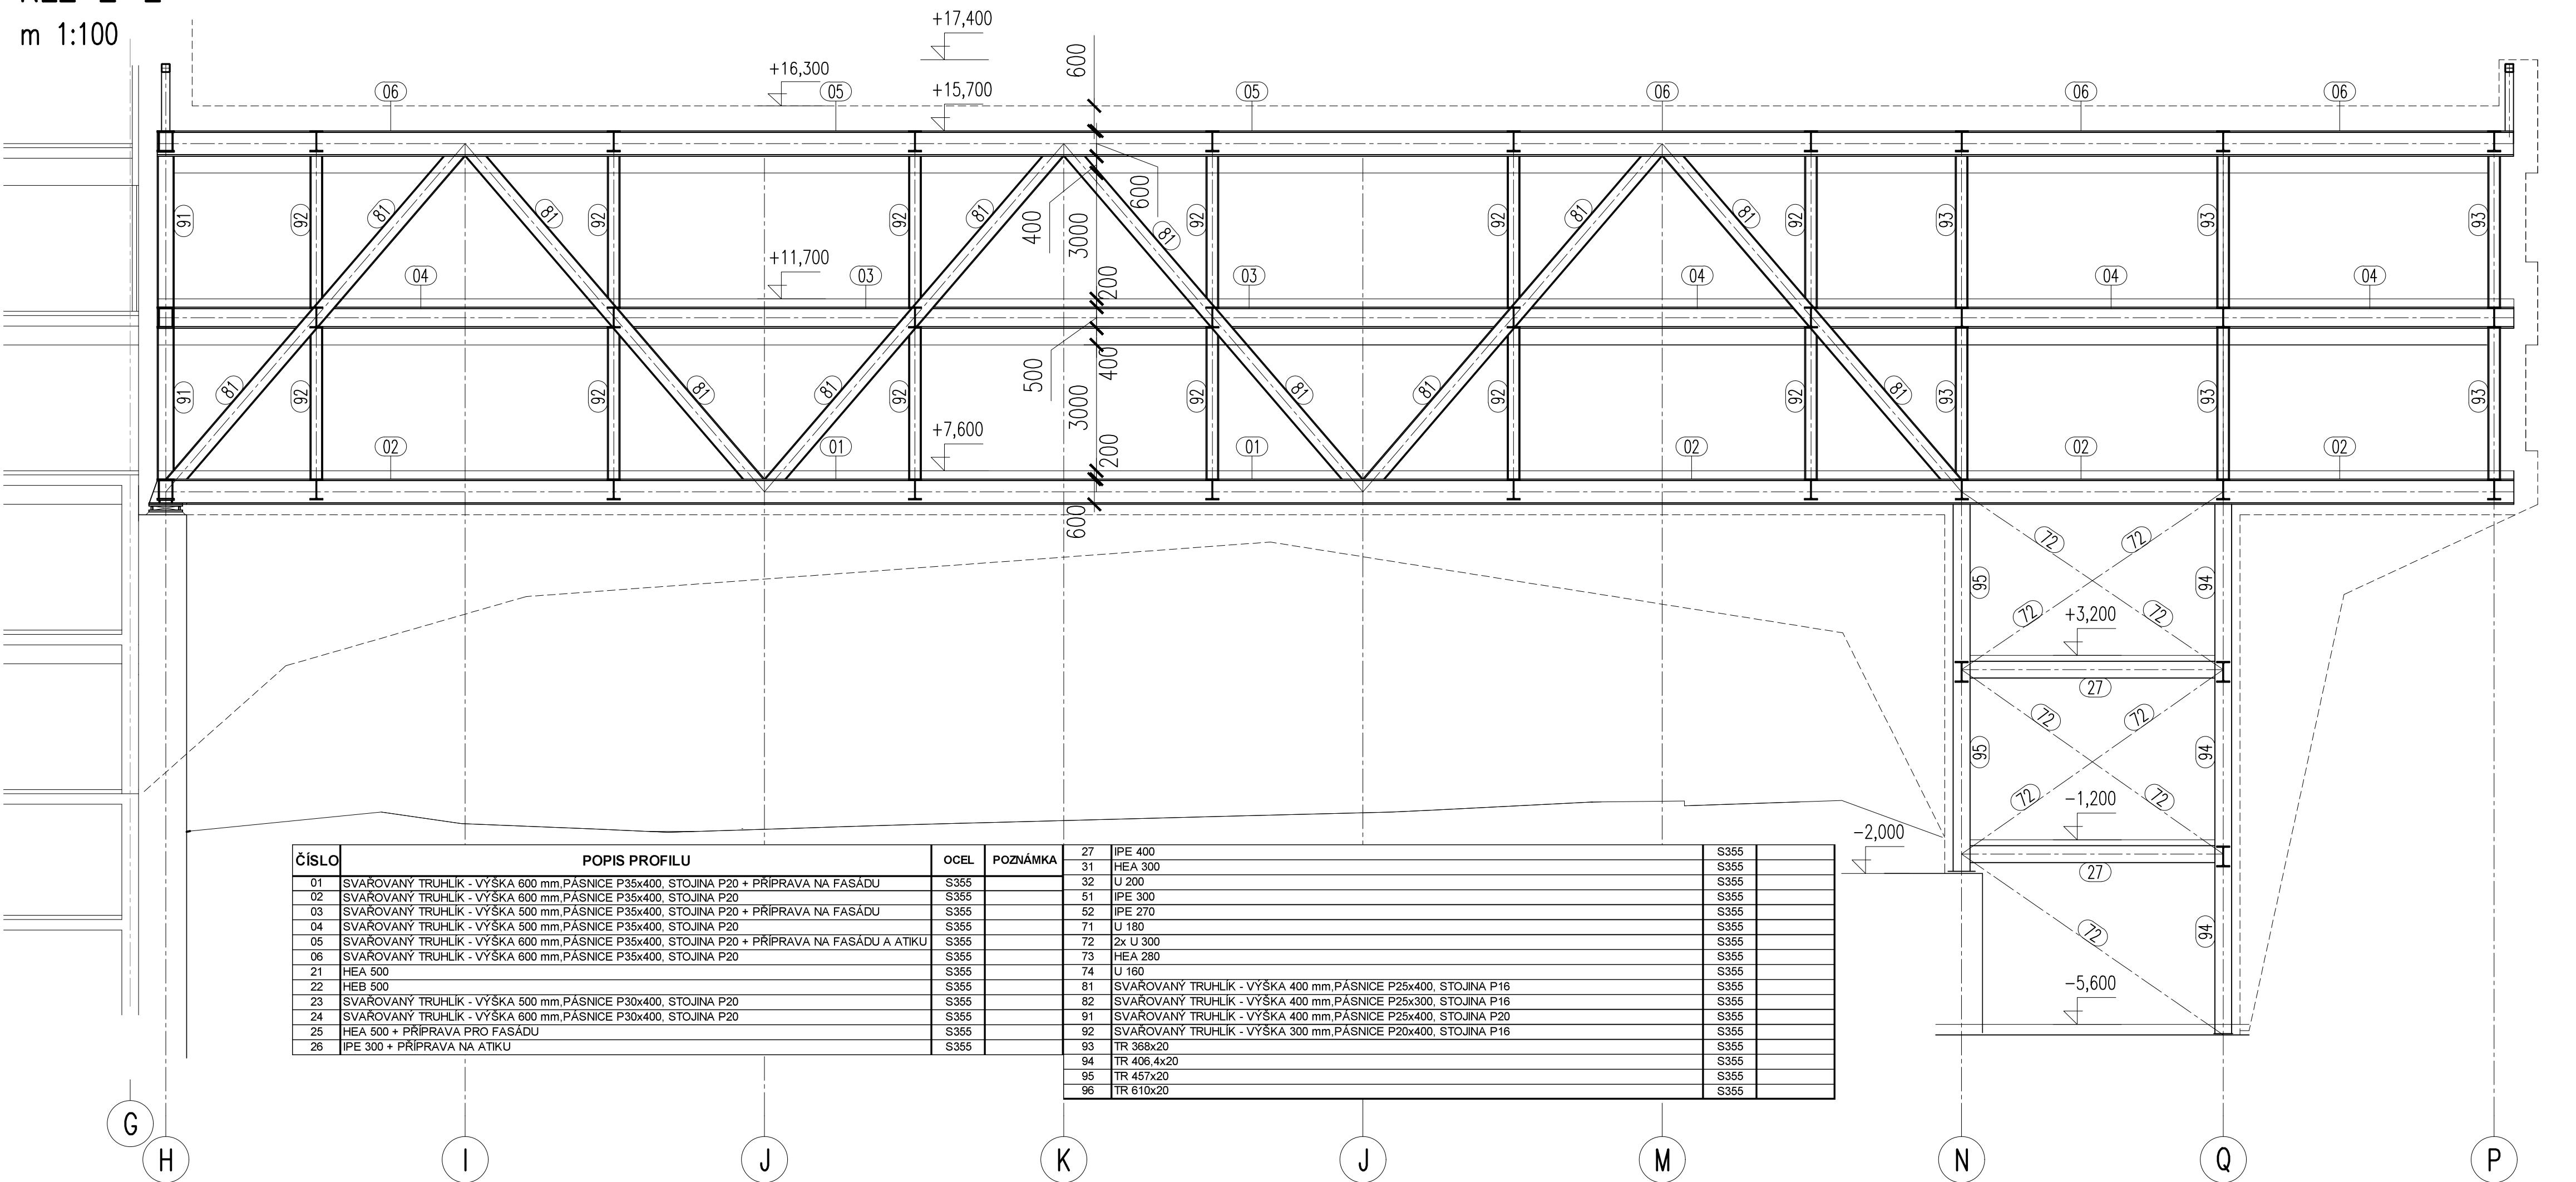 m 1:100
+17,400
600
+16,300
+15,700
06
05
05
06
06
06
91
92
81
81
92
92
81
400
3000
600
81
92
92
81
81
92
93
93
93
+11,700
200
04
03
03
04
04
04
500
400
91
81
92
92
81
81
92
3000
92
81
81
92
92
81
93
93
93
+7,600
200
02
01
01
02
02
02
600
72
72
95
94
72
72
+3,200
27
72
72
95
94
72
72
-1,200
-2,000
27
72
94
-5,600
ČÍSLO POPIS PROFILU OCEL POZNÁMKA
01 SVAŘOVANÝ TRUHLÍK - VÝŠKA 600 mm,PÁSNICE P35x400, STOJINA P20 + PŘÍPRAVA NA FASÁDU S355
02 SVAŘOVANÝ TRUHLÍK - VÝŠKA 600 mm,PÁSNICE P35x400, STOJINA P20 S355
03 SVAŘOVANÝ TRUHLÍK - VÝŠKA 500 mm,PÁSNICE P35x400, STOJINA P20 + PŘÍPRAVA NA FASÁDU S355
04 SVAŘOVANÝ TRUHLÍK - VÝŠKA 500 mm,PÁSNICE P35x400, STOJINA P20 S355
05 SVAŘOVANÝ TRUHLÍK - VÝŠKA 600 mm,PÁSNICE P35x400, STOJINA P20 + PŘÍPRAVA NA FASÁDU A ATIKU S355
06 SVAŘOVANÝ TRUHLÍK - VÝŠKA 600 mm,PÁSNICE P35x400, STOJINA P20 S355
21 HEA 500 S355
22 HEB 500 S355
23 SVAŘOVANÝ TRUHLÍK - VÝŠKA 500 mm,PÁSNICE P30x400, STOJINA P20 S355
24 SVAŘOVANÝ TRUHLÍK - VÝŠKA 600 mm,PÁSNICE P30x400, STOJINA P20 S355
25 HEA 500 + PŘÍPRAVA PRO FASÁDU S355
26 IPE 300 + PŘÍPRAVA NA ATIKU S355
27 IPE 400 S355
31 HEA 300 S355
32 U 200 S355
51 IPE 300 S355
52 IPE 270 S355
71 U 180 S355
72 2x U 300 S355
73 HEA 280 S355
74 U 160 S355
81 SVAŘOVANÝ TRUHLÍK - VÝŠKA 400 mm,PÁSNICE P25x400, STOJINA P16 S355
82 SVAŘOVANÝ TRUHLÍK - VÝŠKA 400 mm,PÁSNICE P25x300, STOJINA P16 S355
91 SVAŘOVANÝ TRUHLÍK - VÝŠKA 400 mm,PÁSNICE P25x400, STOJINA P20 S355
92 SVAŘOVANÝ TRUHLÍK - VÝŠKA 300 mm,PÁSNICE P20x400, STOJINA P16 S355
93 TR 368x20 S355
94 TR 406,4x20 S355
95 TR 457x20 S355
96 TR 610x20 S355
G
H
I
J
K
J
M
N
Q
P